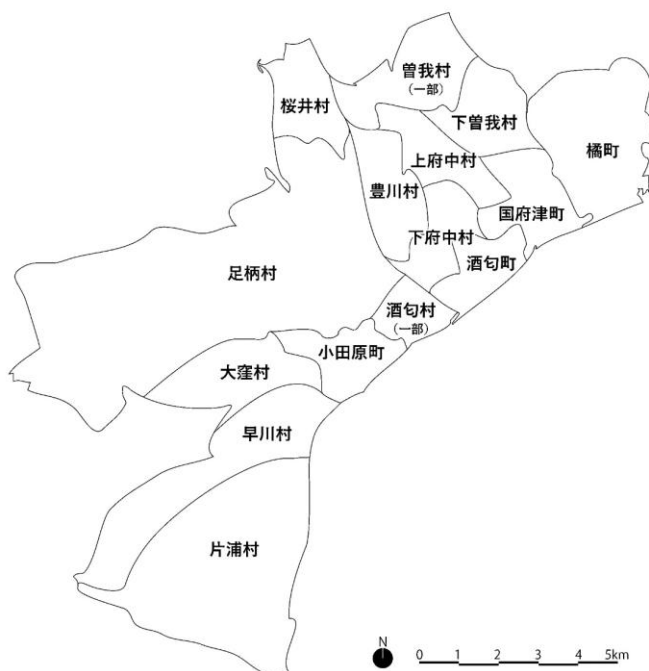 曽我村
(一部)
桜井村
下曽我村
橘町
上府中村
豊川村
国府津町
下府中村
酒匂町
足柄村
酒匂村
(一部)
小田原町
大窪村
早川村
片浦村
N
0 1 2 3 4 5km